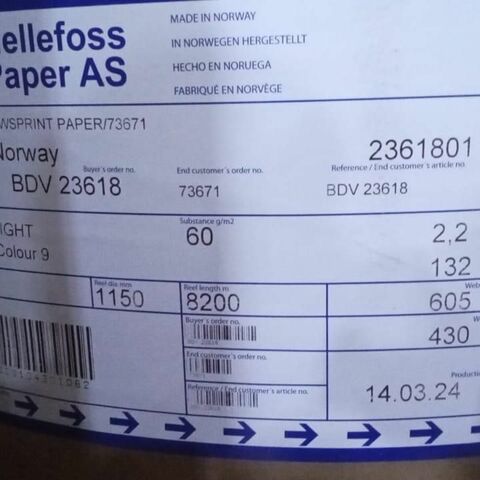 ellefoss
Paper AS
MADE IN NORWAY
IN NORWEGEN HERGESTELLT
HECHO EN NORUEGA
FABRIQUÉ EN NORVÈGE
WSPRINT PAPER/73671
Norway
2361801
Buyer's order no.
End customer's order no.
Reference / End customer's article no.
BDV 23618
73671
BDV 23618
IGHT
Substance g/m2
60
2,2
Colour 9
132
Reel dia mm
Reel length m
1150
8200
605
Buyer's order no.
430
End customer's order no.
Reference / End customer's article no.
Producti
14.03.24